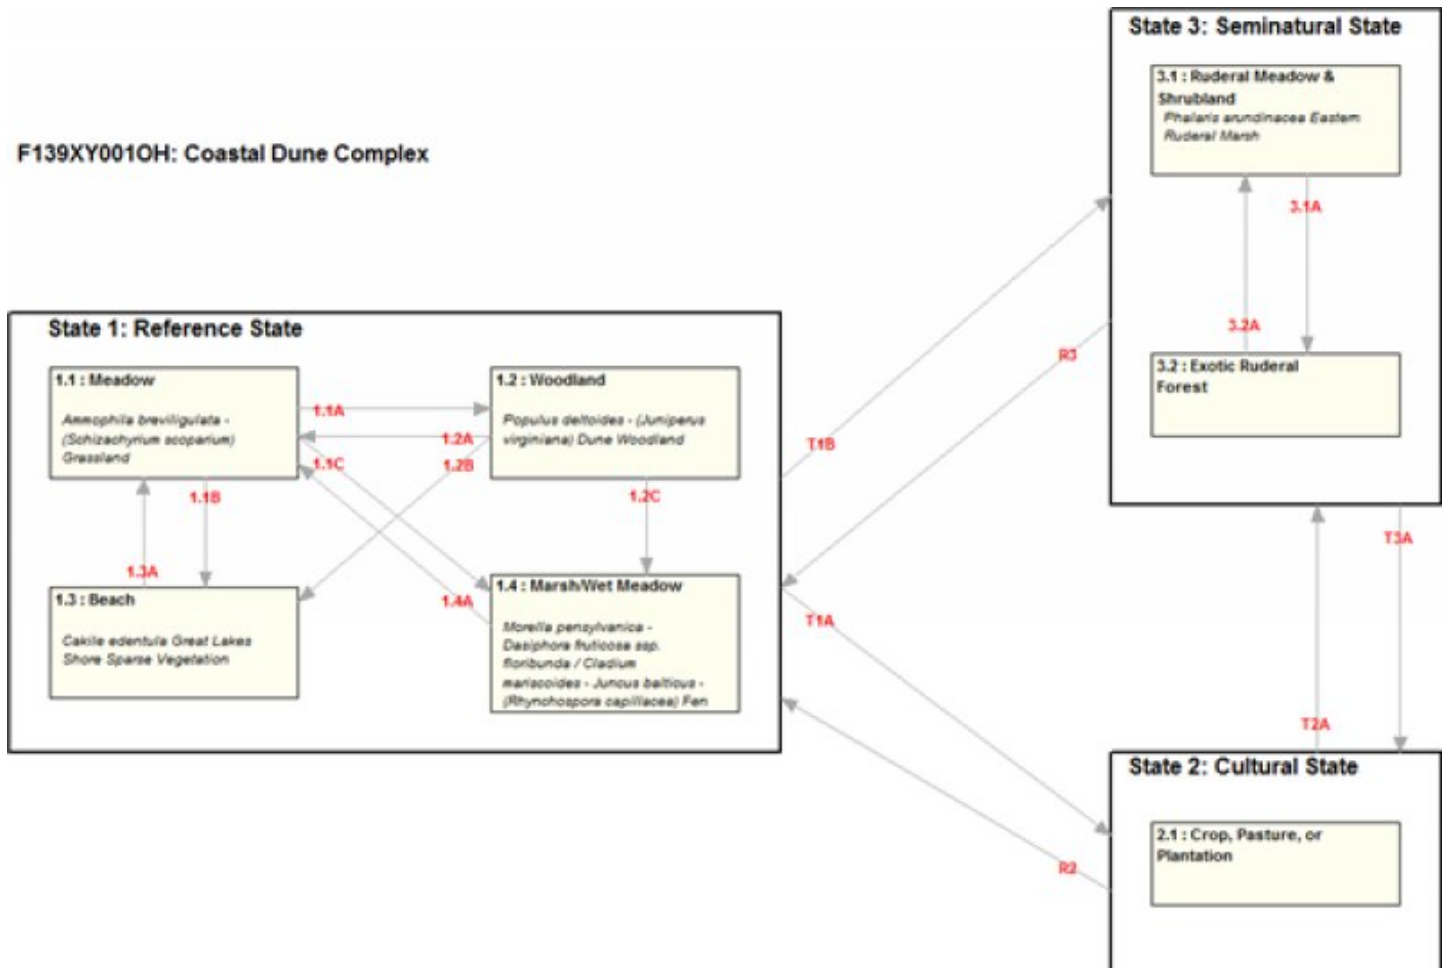 State 3: Seminatural State
3.1 : Ruderal Meadow &
Shrubland
Phalaris arundinacea Eastern
Ruderal Marsh
3.1A
3.2A
3.2 : Exotic Ruderal
Forest
F139XY001OH: Coastal Dune Complex
State 1: Reference State
1.1 : Meadow
Ammophila breviligulata -
(Schizachyrium scoparium)
Grassland
1.2 : Woodland
Populus deltoides - (Juniperus
virginiana) Dune Woodland
1.1A
1.2A
1.1C
1.2B
1.1B
1.2C
1.3A
1.4A
1.3 : Beach
Cakile edentula Great Lakes
Shore Sparse Vegetation
1.4 : Marsh/Wet Meadow
Morella pensylvanica -
Dasiphora fruticosa ssp.
floribunda / Cladium
mariscoides - Juncus balticus -
(Rhynchospora capillacea) Fen
T1B
R3
T1A
R2
T3A
T2A
State 2: Cultural State
2.1 : Crop, Pasture, or
Plantation